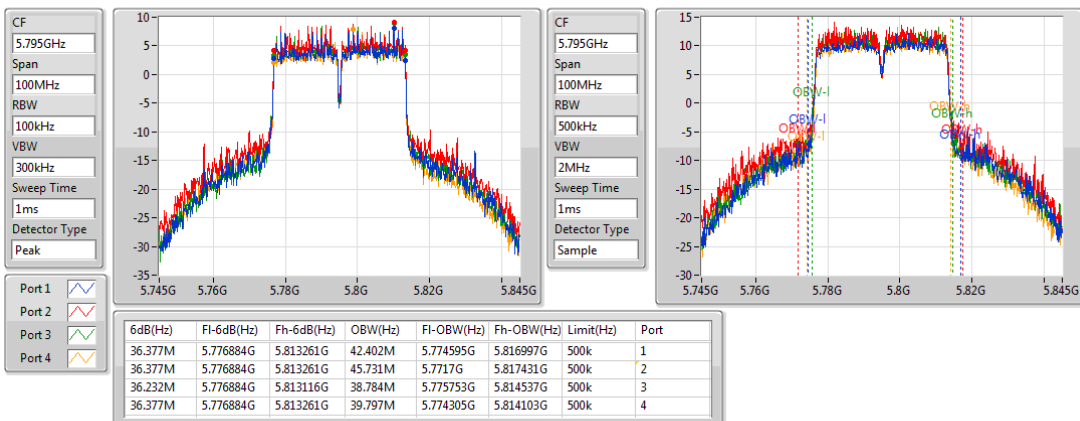 CF
5.795GHz
Span
100MHz
RBW
100kHz
VBW
300kHz
Sweep Time
1ms
Detector Type
Peak
10
5
0
-5
-10
-15
-20
-25
-30
-35
5.745G 5.76G 5.78G 5.8G 5.82G 5.845G
CF
5.795GHz
Span
100MHz
RBW
500kHz
VBW
2MHz
Sweep Time
1ms
Detector Type
Sample
15
10
5
0
-5
-10
-15
-20
-25
-30
5.745G 5.76G 5.78G 5.8G 5.82G 5.845G
OBW-l
OBW-l
OBW-h
Port 1
Port 2
Port 3
Port 4
6dB(Hz) Fl-6dB(Hz) Fh-6dB(Hz) OBW(Hz) Fl-OBW(Hz) Fh-OBW(Hz) Limit(Hz) Port
36.377M 5.776884G 5.813261G 42.402M 5.774595G 5.816997G 500k 1
36.377M 5.776884G 5.813261G 45.731M 5.7717G 5.817431G 500k 2
36.232M 5.776884G 5.813116G 38.784M 5.775753G 5.814537G 500k 3
36.377M 5.776884G 5.813261G 39.797M 5.774305G 5.814103G 500k 4